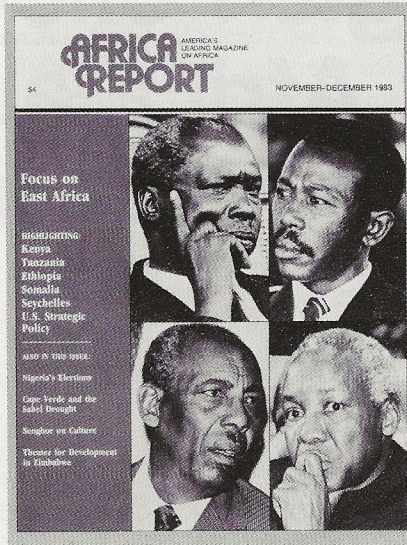 AFRICA
REPORT
AMERICA'S
LEADING MAGAZINE
ON AFRICA
$4
NOVEMBER-DECEMBER 1983
Focus on
East Africa
HIGHLIGHTING:
Kenya
Tanzania
Ethiopia
Somalia
Seychelles
U.S. Strategic
Policy
ALSO IN THIS ISSUE:
Nigeria's Elections
Cape Verde and the
Sahel Drought
Senghor on Culture
Theater for Development
in Zimbabwe